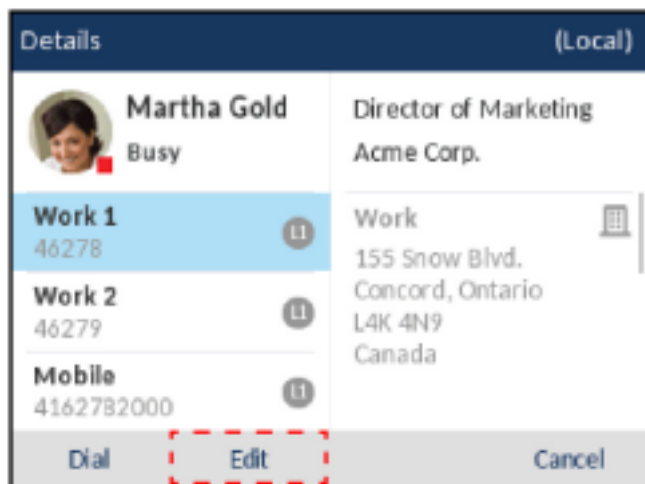 Details (Local)
Martha Gold
Busy
Director of Marketing
Acme Corp.
Work 1
46278
L1
Work 2
46279
L1
Mobile
4162782000
L1
Work
155 Snow Blvd.
Concord, Ontario
L4K 4N9
Canada
Dial Edit Cancel